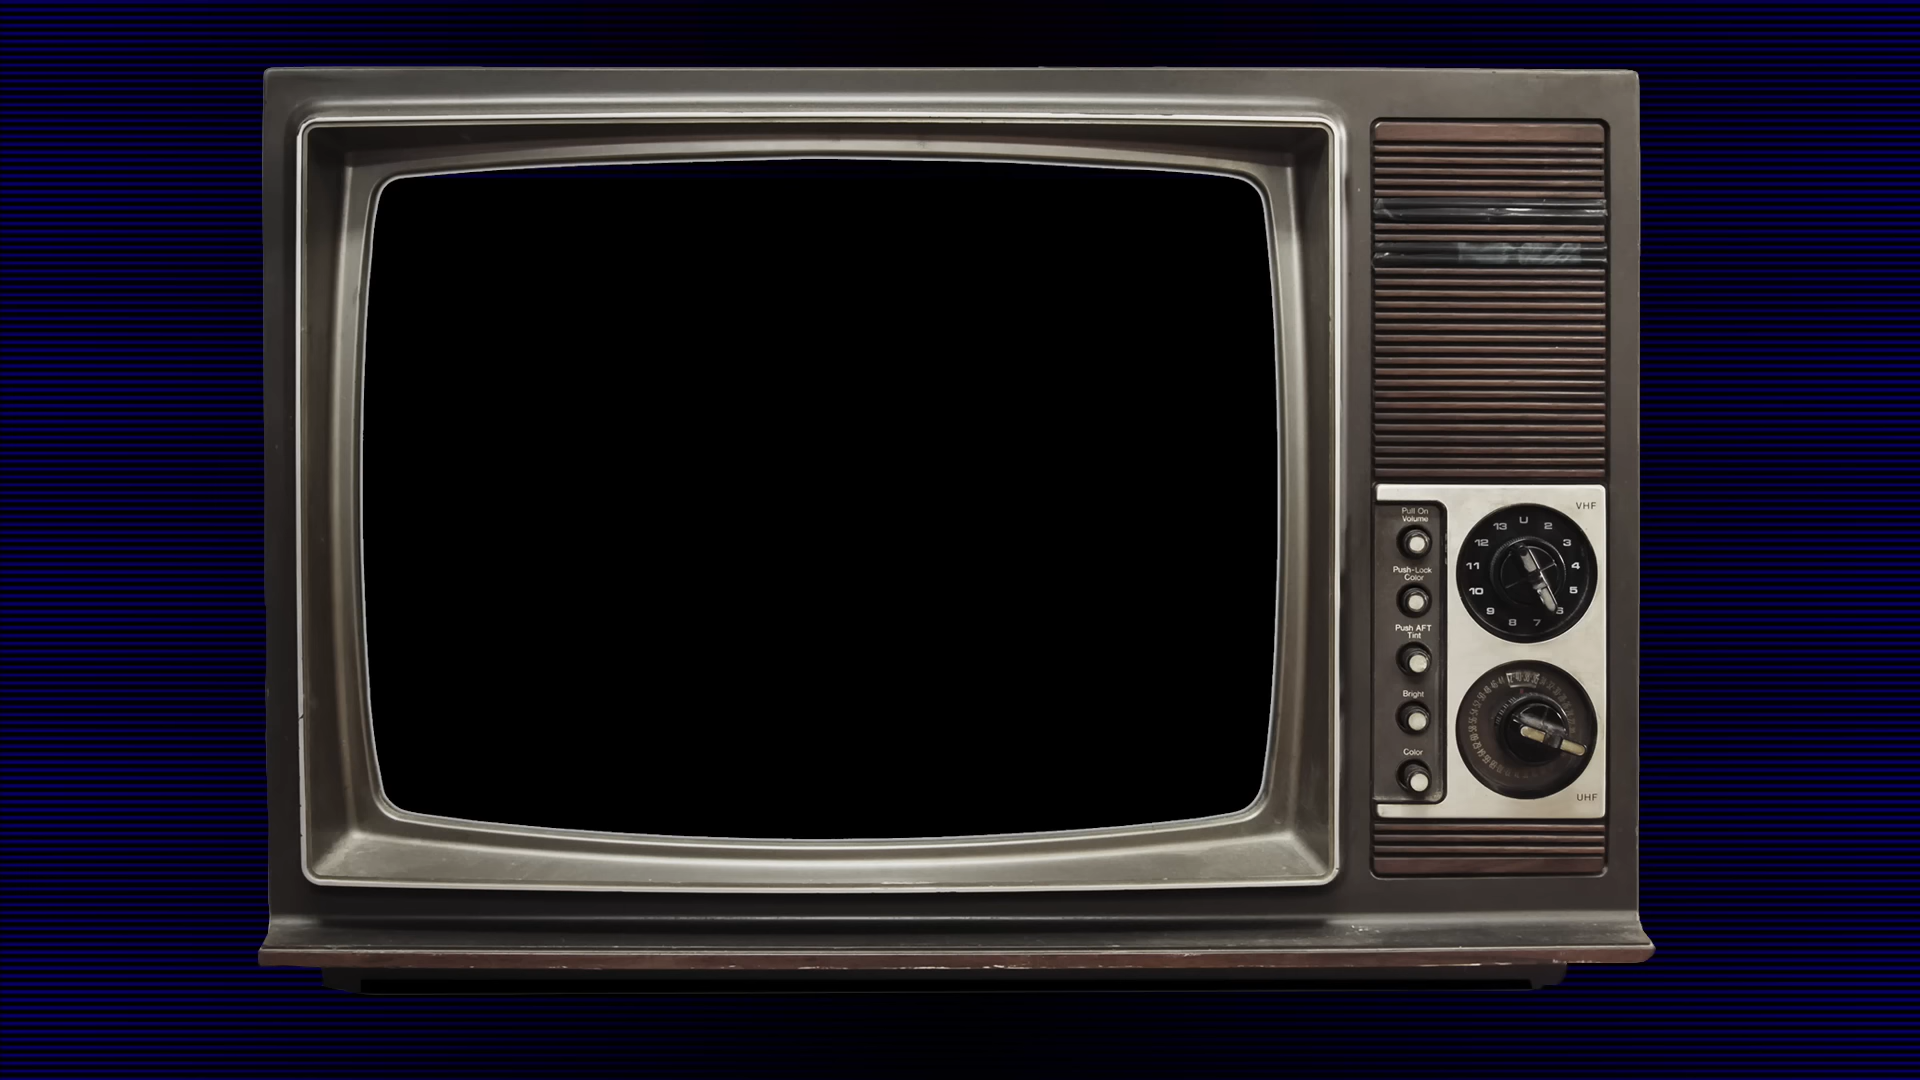 VHF
Pull On
Volume
13 U 2
12 3
11 4
10 5
9 6
8 7
Push-Lock
Color
Push AFT
Tint
Bright
Color
UHF